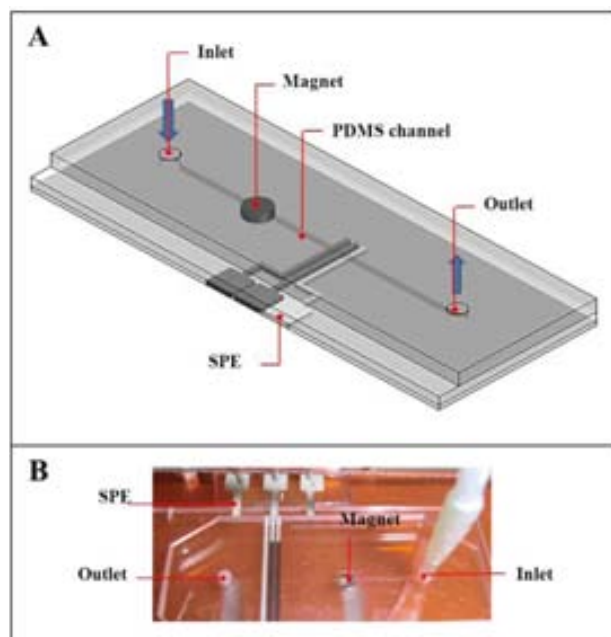 A
Inlet
Magnet
PDMS channel
Outlet
SPE
B
SPE
Magnet
Outlet
Inlet